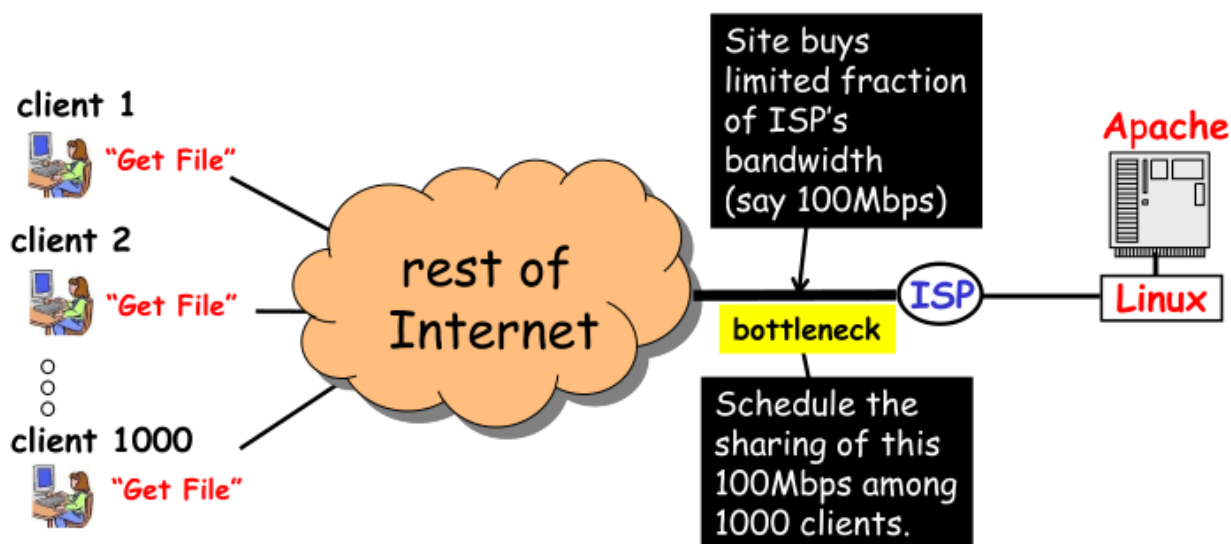 client 1
"Get File"
client 2
"Get File"
client 1000
"Get File"
rest of
Internet
Site buys
limited fraction
of ISP's
bandwidth
(say 100Mbps)
bottleneck
Schedule the
sharing of this
100Mbps among
1000 clients.
ISP
Apache
Linux